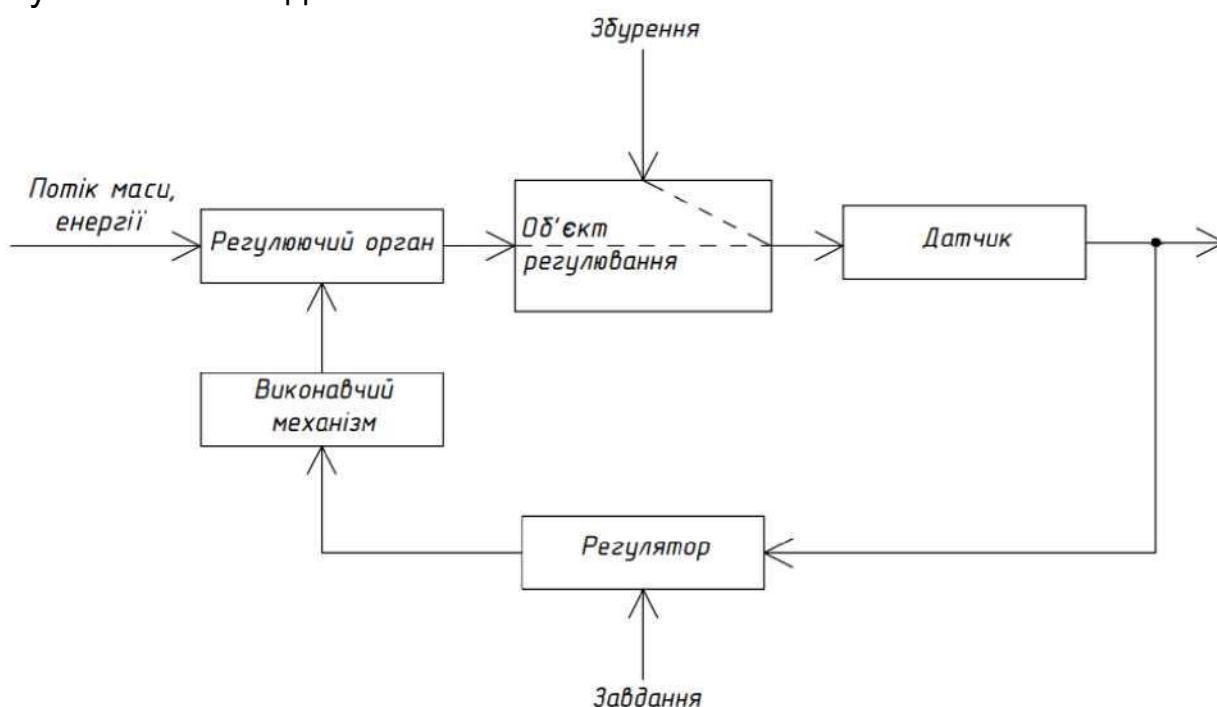 Збурення
Потік маси,
енергії
Регулюючий орган
Об'єкт
регулювання
Датчик
Виконавчий
механізм
Регулятор
Завдання